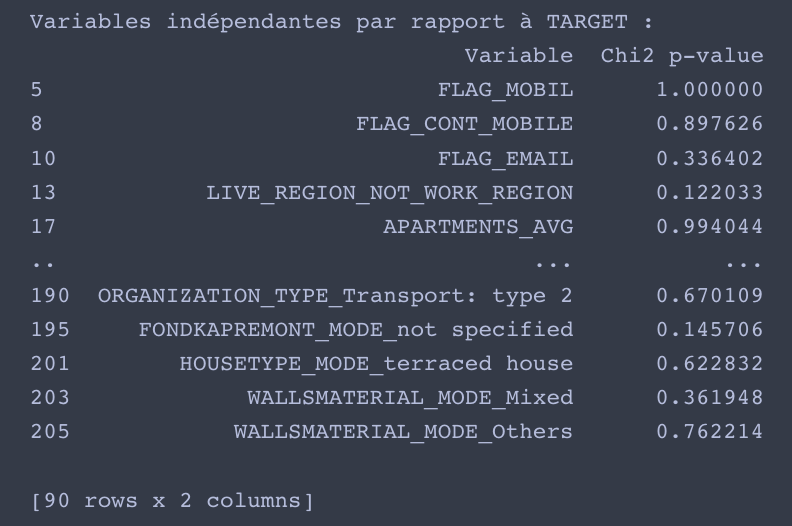 Variables indépendantes par rapport à TARGET :
Variable Chi2 p-value
5 FLAG_MOBIL 1.000000
8 FLAG_CONT_MOBILE 0.897626
10 FLAG_EMAIL 0.336402
13 LIVE_REGION_NOT_WORK_REGION 0.122033
17 APARTMENTS_AVG 0.994044
.. ... ...
190 ORGANIZATION_TYPE_Transport: type 2 0.670109
195 FONDKAPREMONT_MODE_not specified 0.145706
201 HOUSETYPE_MODE_terraced house 0.622832
203 WALLSMATERIAL_MODE_Mixed 0.361948
205 WALLSMATERIAL_MODE_Others 0.762214
[90 rows x 2 columns]